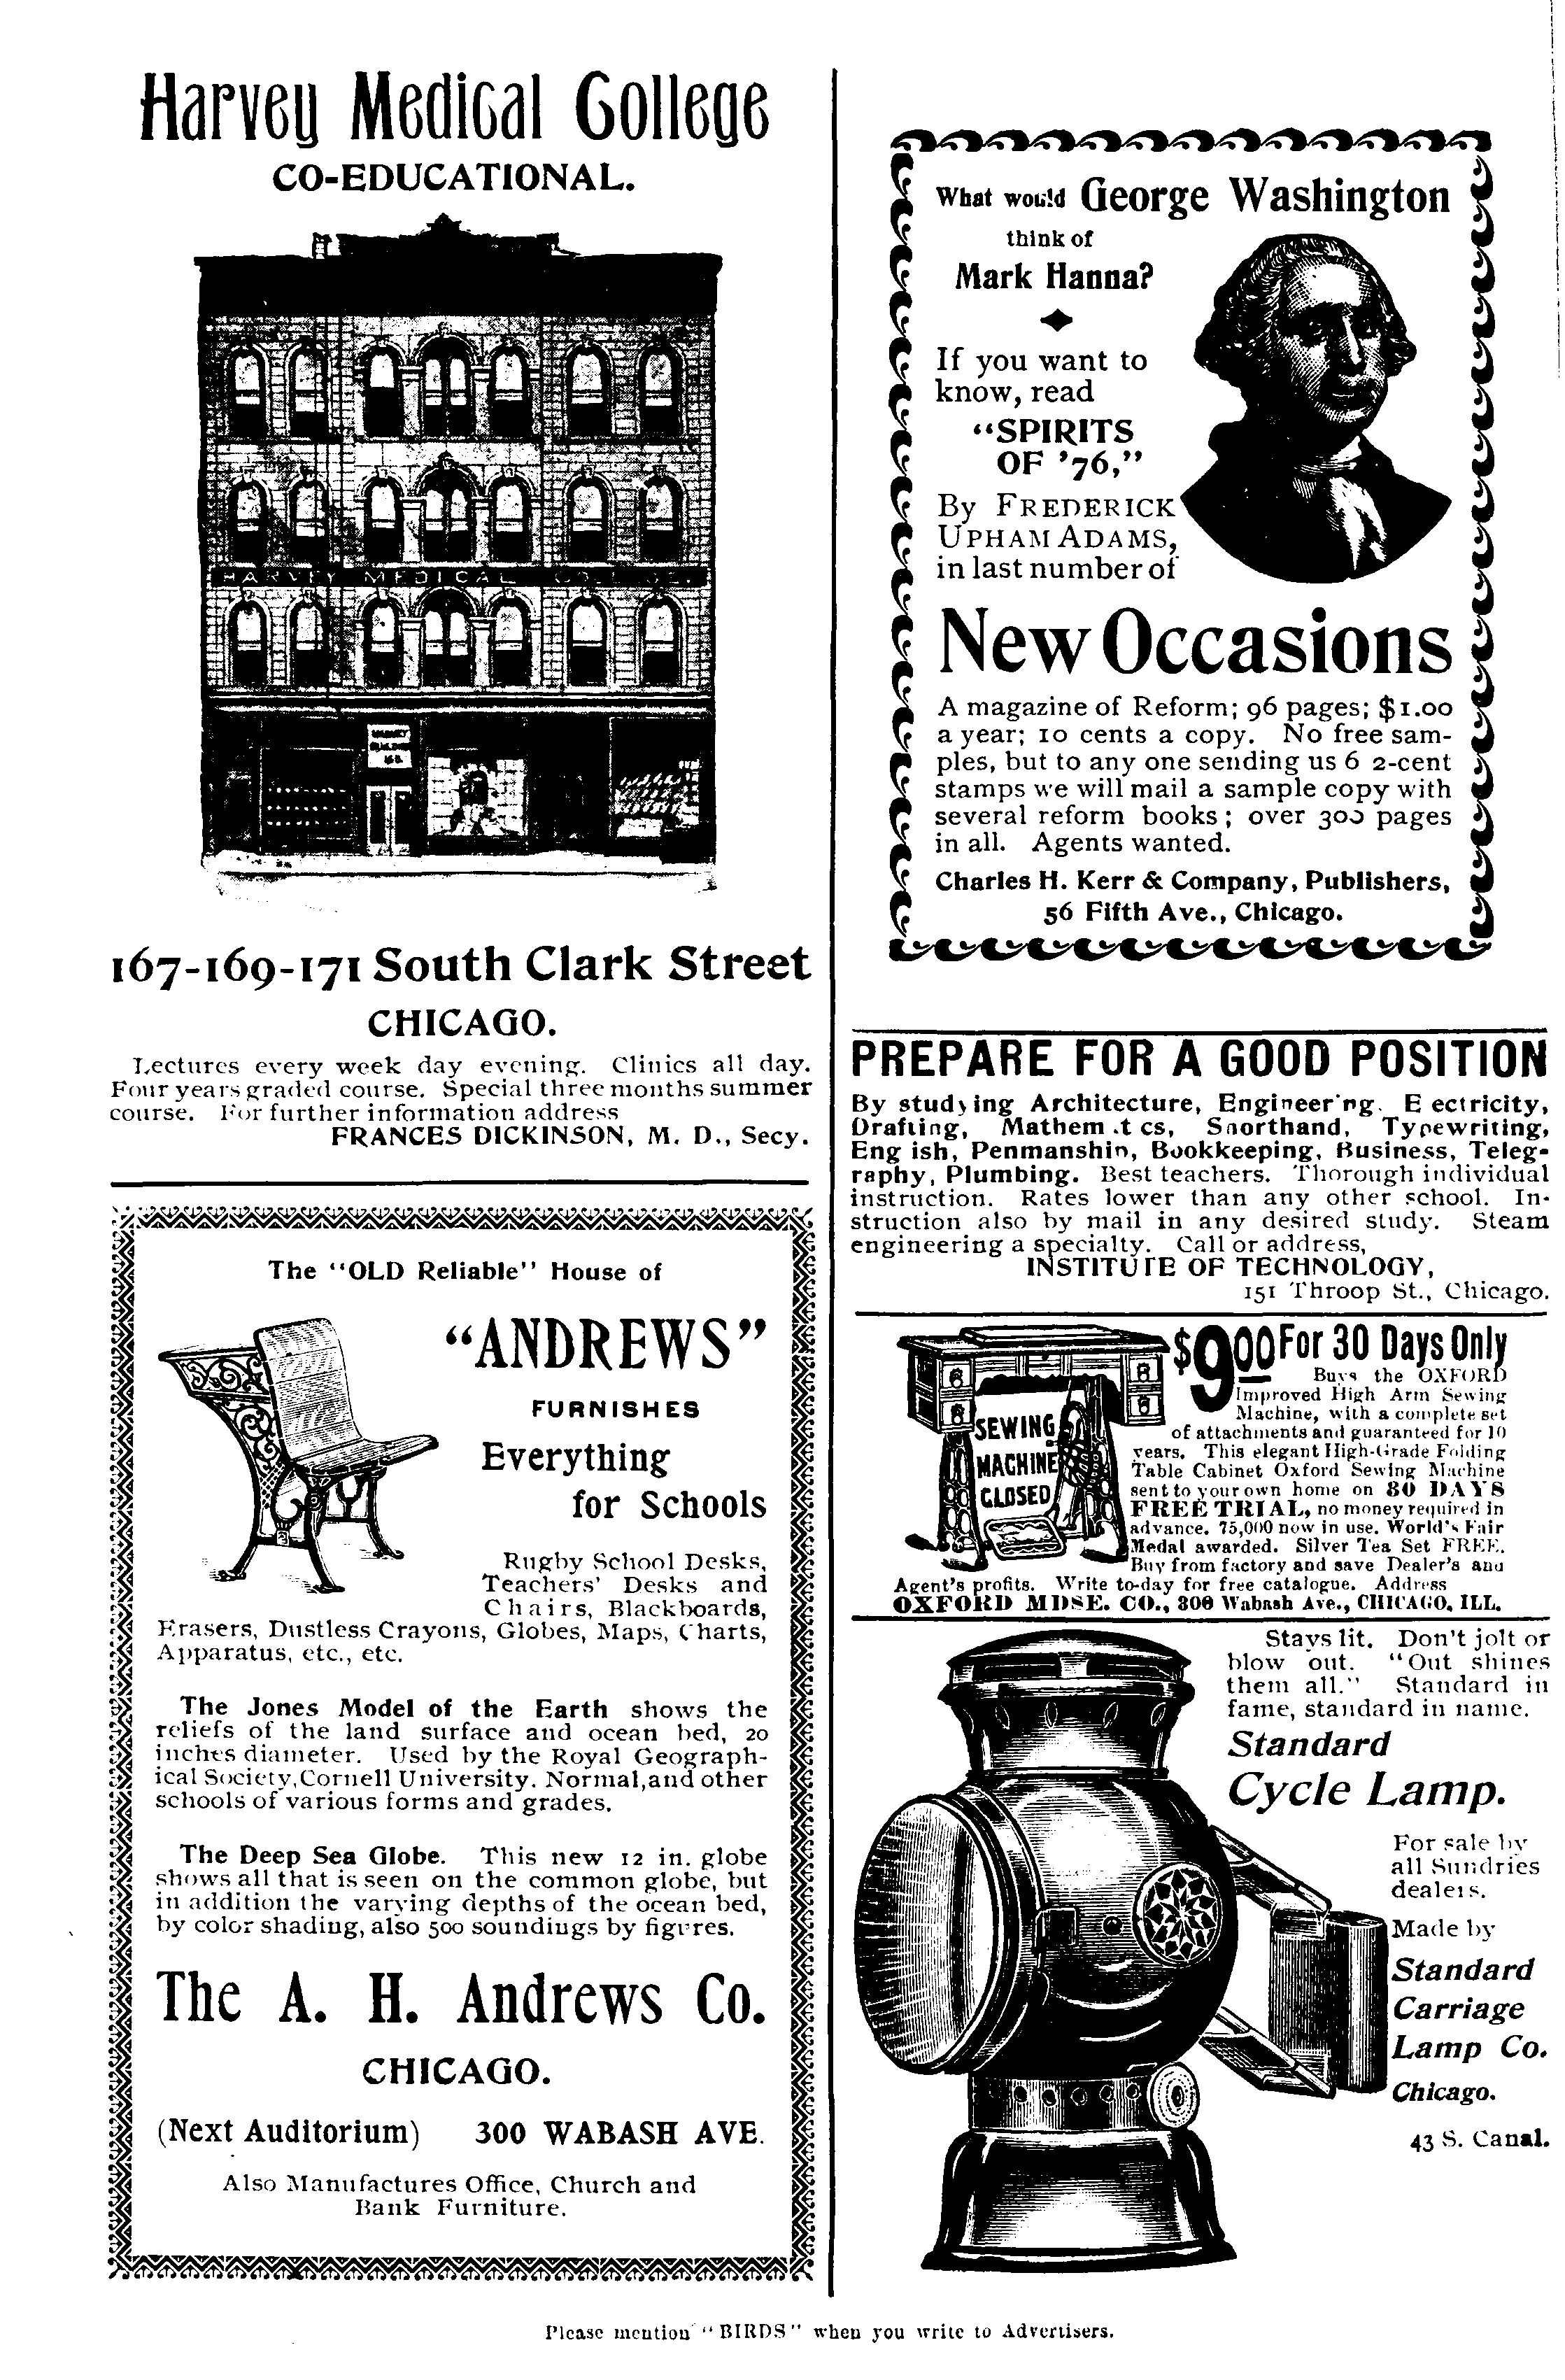 Harvey Medical College
CO-EDUCATIONAL.
HARVEY MEDICAL
HARVEY
BUILDING
167-169-171 South Clark Street
CHICAGO.
Lectures every week day evening. Clinics all day.
Four years graded course. Special three months summer
course. For further information address
FRANCES DICKINSON, M. D., Secy.
The "OLD Reliable" House of
"ANDREWS"
FURNISHES
Everything
for Schools
Rugby School Desks,
Teachers' Desks and
Chairs, Blackboards,
Erasers, Dustless Crayons, Globes, Maps, Charts,
Apparatus, etc., etc.
The Jones Model of the Earth shows the
reliefs of the land surface and ocean bed, 20
inches diameter. Used by the Royal Geograph-
ical Society, Cornell University. Normal, and other
schools of various forms and grades.
The Deep Sea Globe. This new 12 in. globe
shows all that is seen on the common globe, but
in addition the varying depths of the ocean bed,
by color shading, also 500 soundings by figures.
The A. H. Andrews Co.
CHICAGO.
(Next Auditorium) 300 WABASH AVE.
Also Manufactures Office, Church and
Bank Furniture.
What would George Washington
think of
Mark Hanna?
If you want to
know, read
"SPIRITS
OF '76,"
By FREDERICK
UPHAM ADAMS,
in last number of
New Occasions
A magazine of Reform; 96 pages; $1.00
a year; 10 cents a copy. No free sam-
ples, but to any one sending us 6 2-cent
stamps we will mail a sample copy with
several reform books; over 300 pages
in all. Agents wanted.
Charles H. Kerr & Company, Publishers,
56 Fifth Ave., Chicago.
PREPARE FOR A GOOD POSITION
By studying Architecture, Engineer'ng. E ectricity,
Drafting, Mathem .t cs, Shorthand, Typewriting,
Eng ish, Penmanship, Bookkeeping, Business, Teleg-
raphy, Plumbing. Best teachers. Thorough individual
instruction. Rates lower than any other school. In-
struction also by mail in any desired study. Steam
engineering a specialty. Call or address,
INSTITUTE OF TECHNOLOGY,
151 Throop St., Chicago.
SEWING
MACHINE
CLOSED
$9.00 For 30 Days Only
Buys the OXFORD
Improved High Arm Sewing
Machine, with a complete set
of attachments and guaranteed for 10
years. This elegant High-Grade Folding
Table Cabinet Oxford Sewing Machine
sent to your own home on 30 DAYS
FREE TRIAL, no money required in
advance. 75,000 now in use. World's Fair
Medal awarded. Silver Tea Set FREE.
Buy from factory and save Dealer's and
Agent's profits. Write to-day for free catalogue. Address
OXFORD MDSE. CO., 300 Wabash Ave., CHICAGO, ILL.
Stays lit. Don't jolt or
blow out. "Out shines
them all." Standard in
fame, standard in name.
Standard
Cycle Lamp.
For sale by
all Sundries
dealers.
Made by
Standard
Carriage
Lamp Co.
Chicago.
43 S. Canal.
Please mention "BIRDS" when you write to Advertisers.